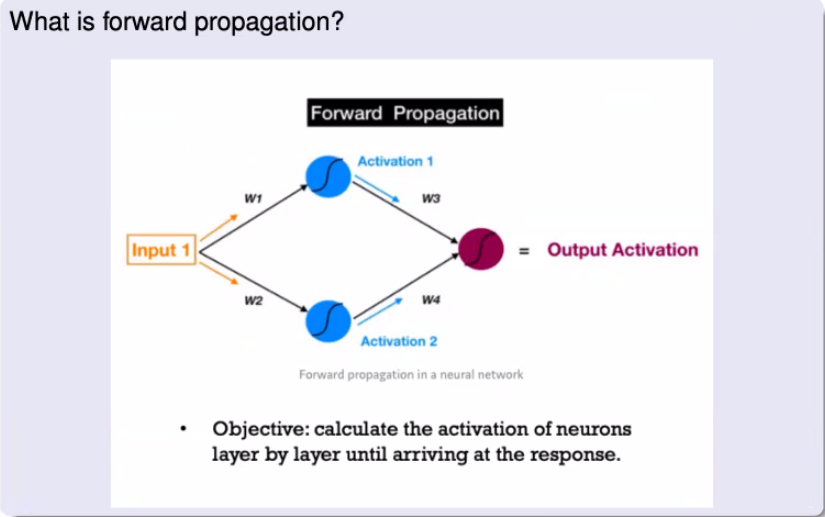 What is forward propagation?
Forward Propagation
Activation 1
W1
W3
Input 1
= Output Activation
W2
W4
Activation 2
Forward propagation in a neural network
• Objective: calculate the activation of neurons
layer by layer until arriving at the response.